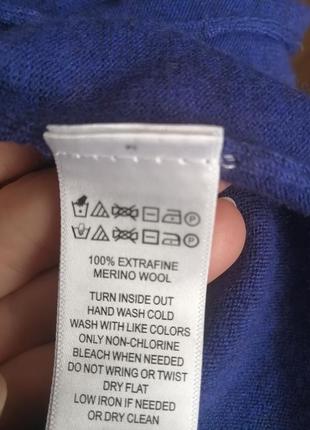 100% EXTRAFINE
MERINO WOOL
TURN INSIDE OUT
HAND WASH COLD
WASH WITH LIKE COLORS
ONLY NON-CHLORINE
BLEACH WHEN NEEDED
DO NOT WRING OR TWIST
DRY FLAT
LOW IRON IF NEEDED
OR DRY CLEAN